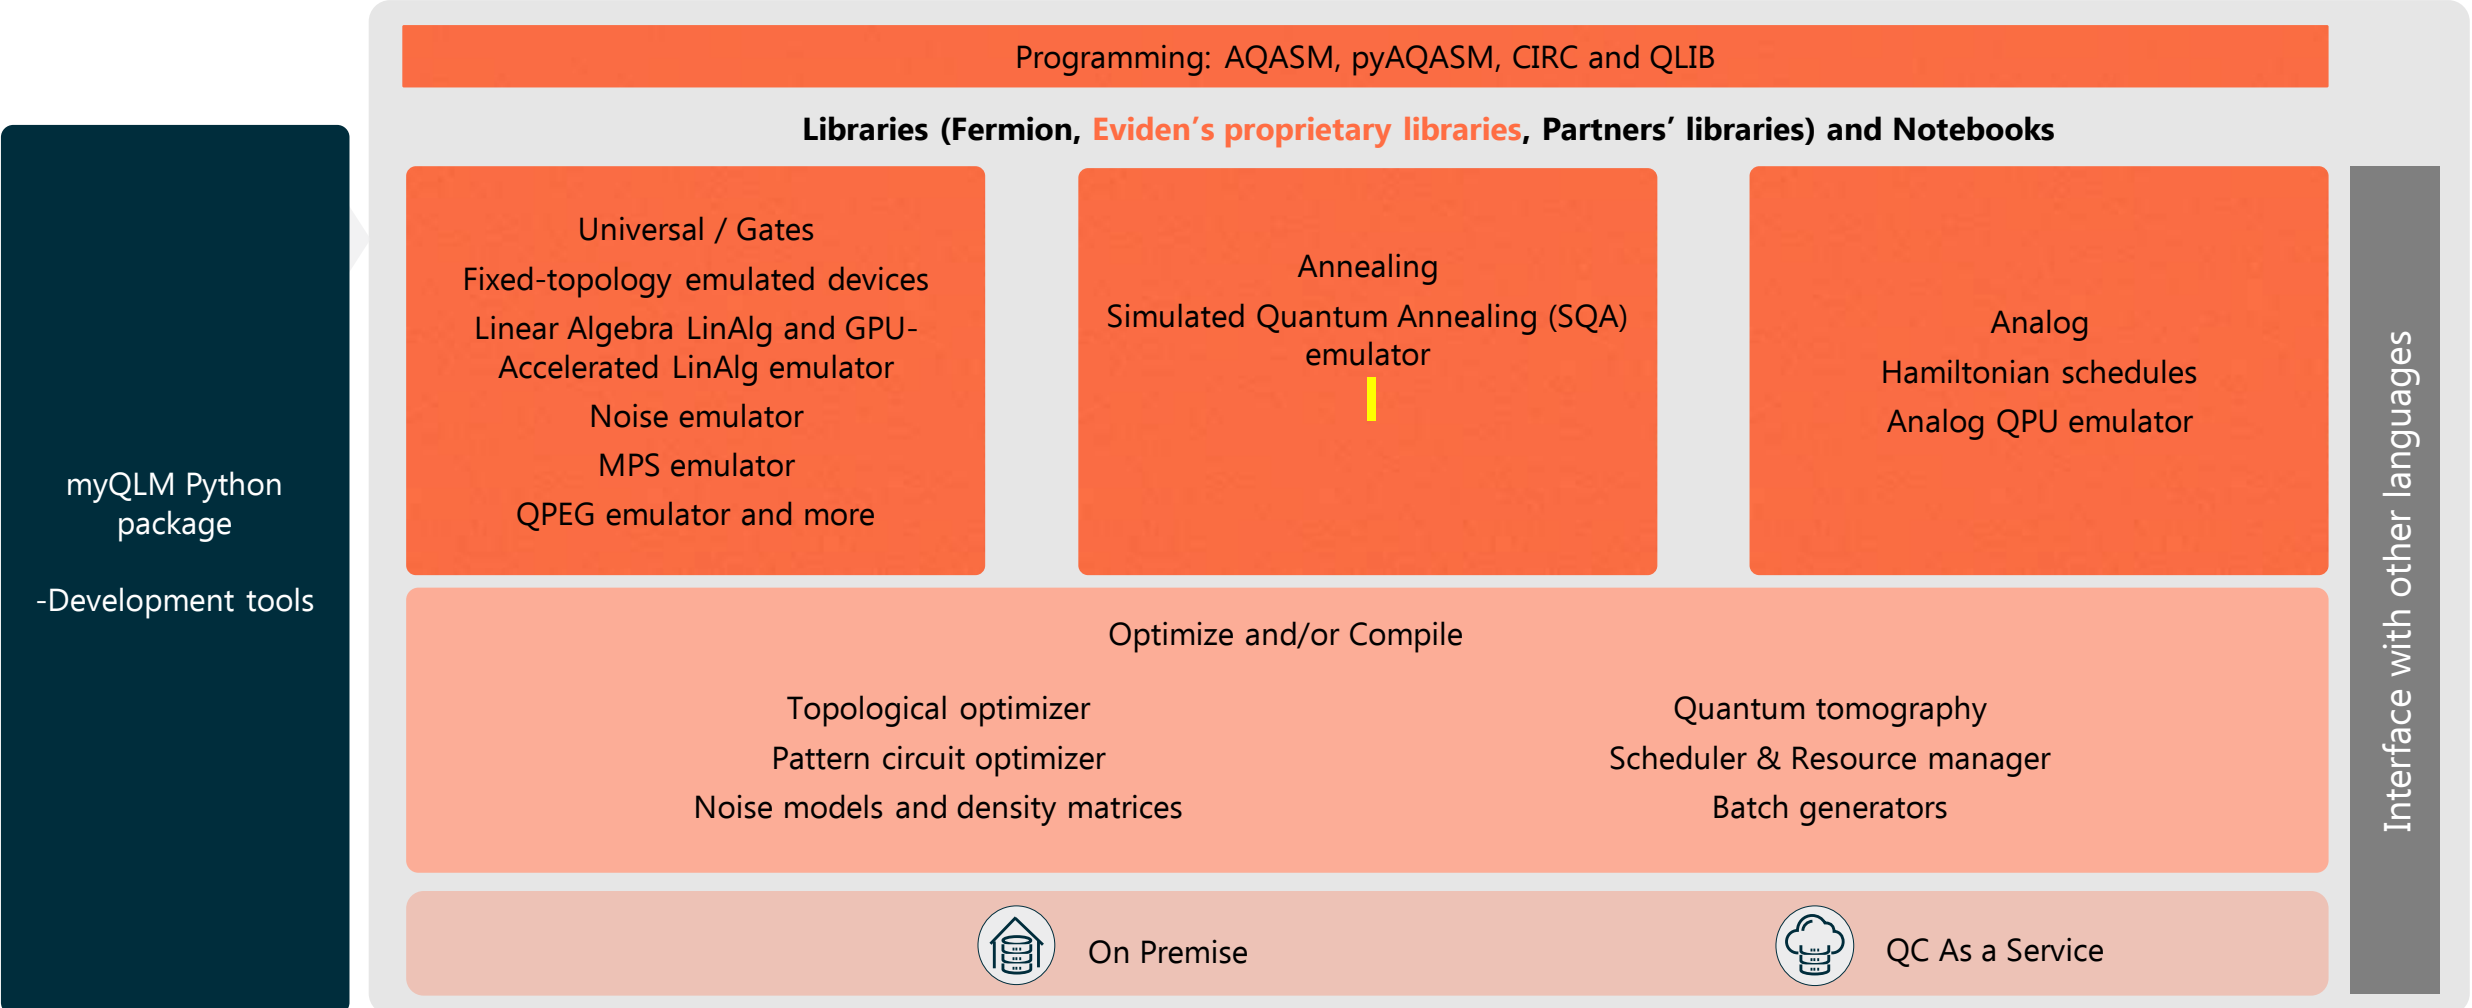 Programming: AQASM, pyAQASM, CIRC and QLIB
Libraries (Fermion, Eviden's proprietary libraries, Partners' libraries) and Notebooks
myQLM Python
package
-Development tools
Universal / Gates
Fixed-topology emulated devices
Linear Algebra LinAlg and GPU-
Accelerated LinAlg emulator
Noise emulator
MPS emulator
QPEG emulator and more
Annealing
Simulated Quantum Annealing (SQA)
emulator
Analog
Hamiltonian schedules
Analog QPU emulator
Interface with other languages
Optimize and/or Compile
Topological optimizer
Pattern circuit optimizer
Noise models and density matrices
Quantum tomography
Scheduler & Resource manager
Batch generators
On Premise
QC As a Service